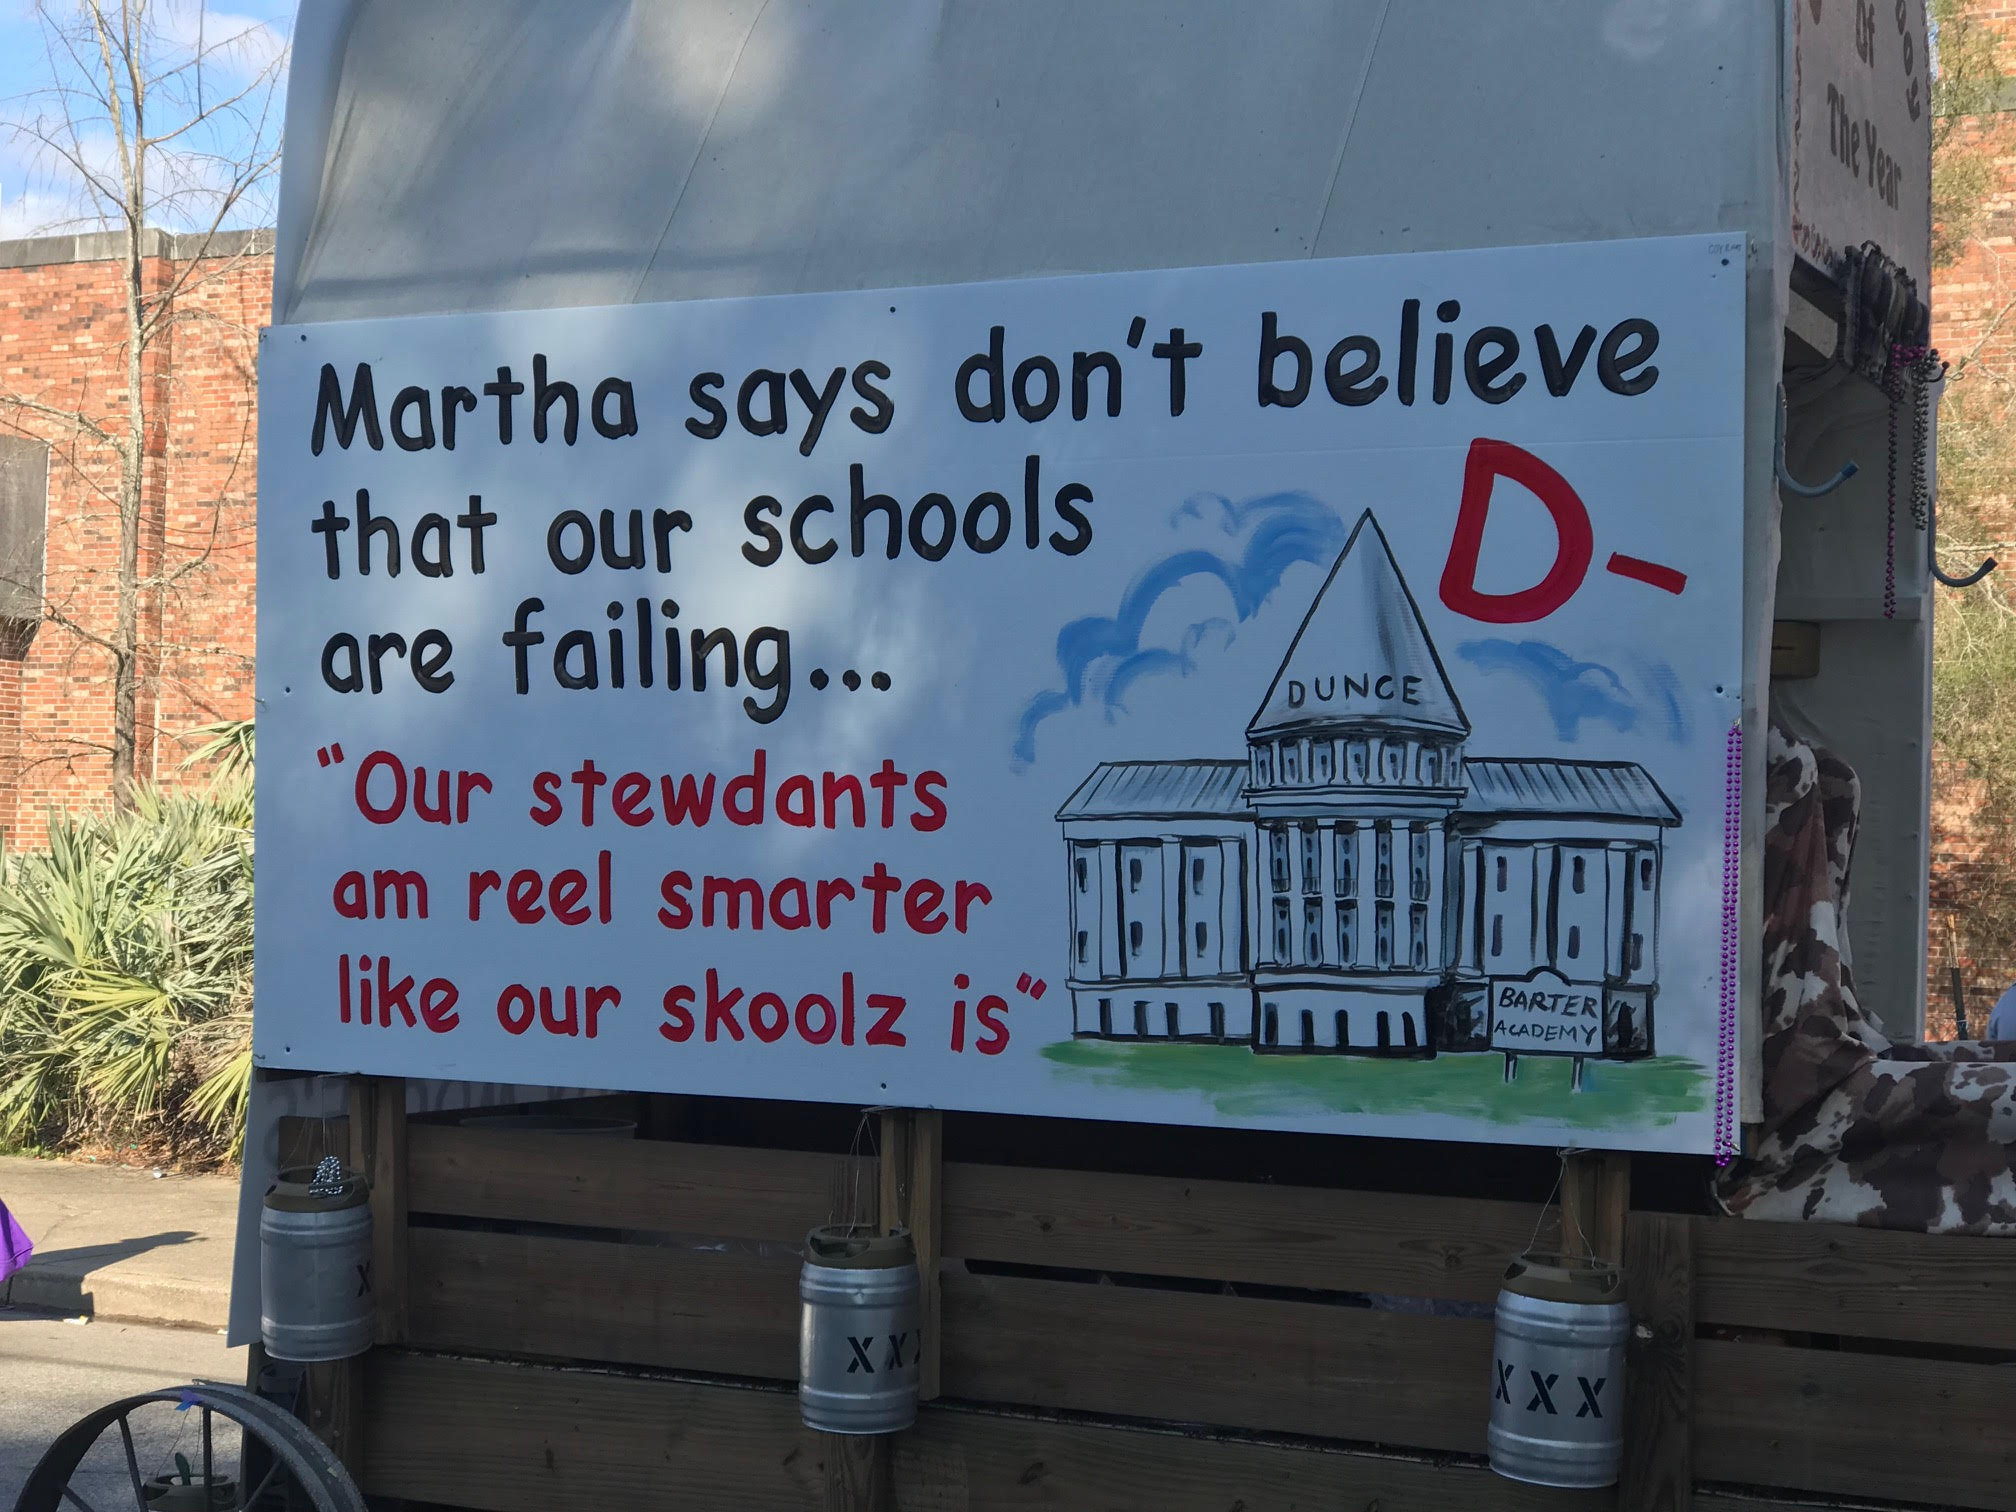 Of
The Year
Martha says don't believe
that our schools
are failing...
D-
"Our stewdants
am reel smarter
like our skoolz is"
DUNCE
BARTER
ACADEMY
X
XXX
XXX